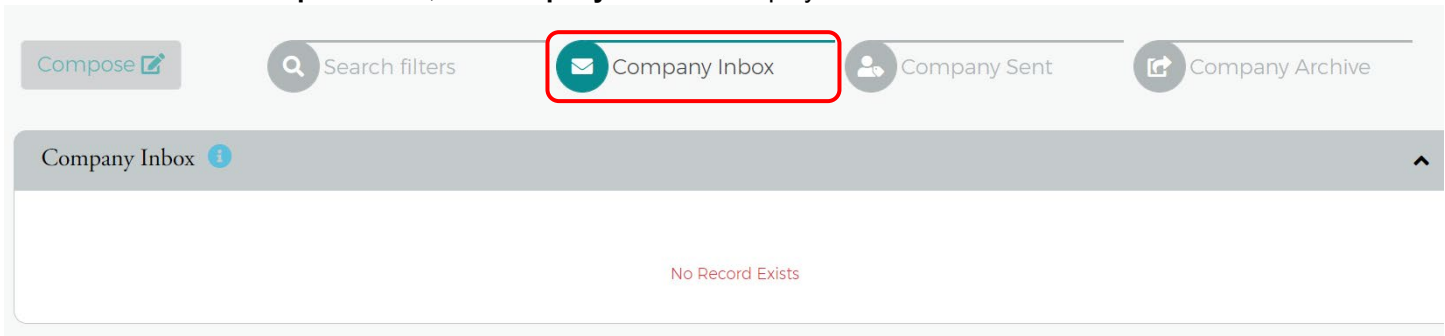 Compose
Search filters
Company Inbox
Company Sent
Company Archive
Company Inbox
No Record Exists